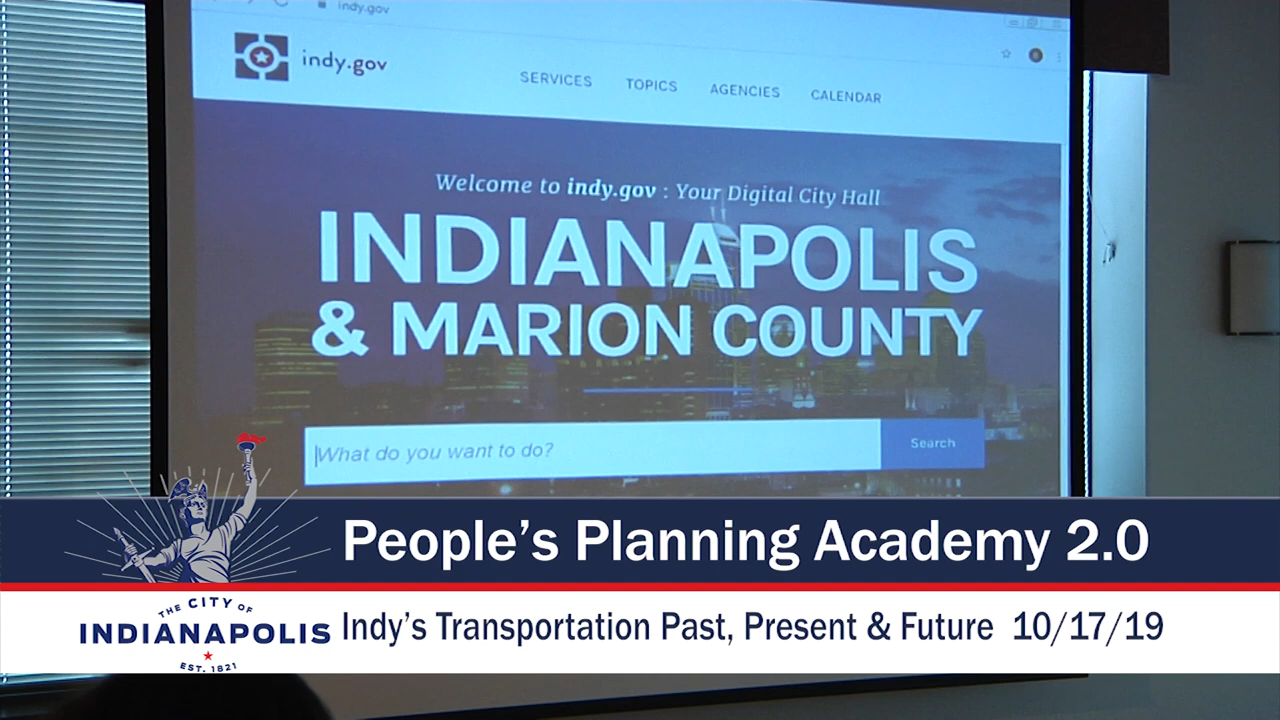 indy.gov
indy.gov
SERVICES TOPICS AGENCIES CALENDAR
Welcome to indy.gov : Your Digital City Hall
INDIANAPOLIS
& MARION COUNTY
What do you want to do?
Search
People's Planning Academy 2.0
THE CITY OF
INDIANAPOLIS
EST. 1821
Indy's Transportation Past, Present & Future 10/17/19